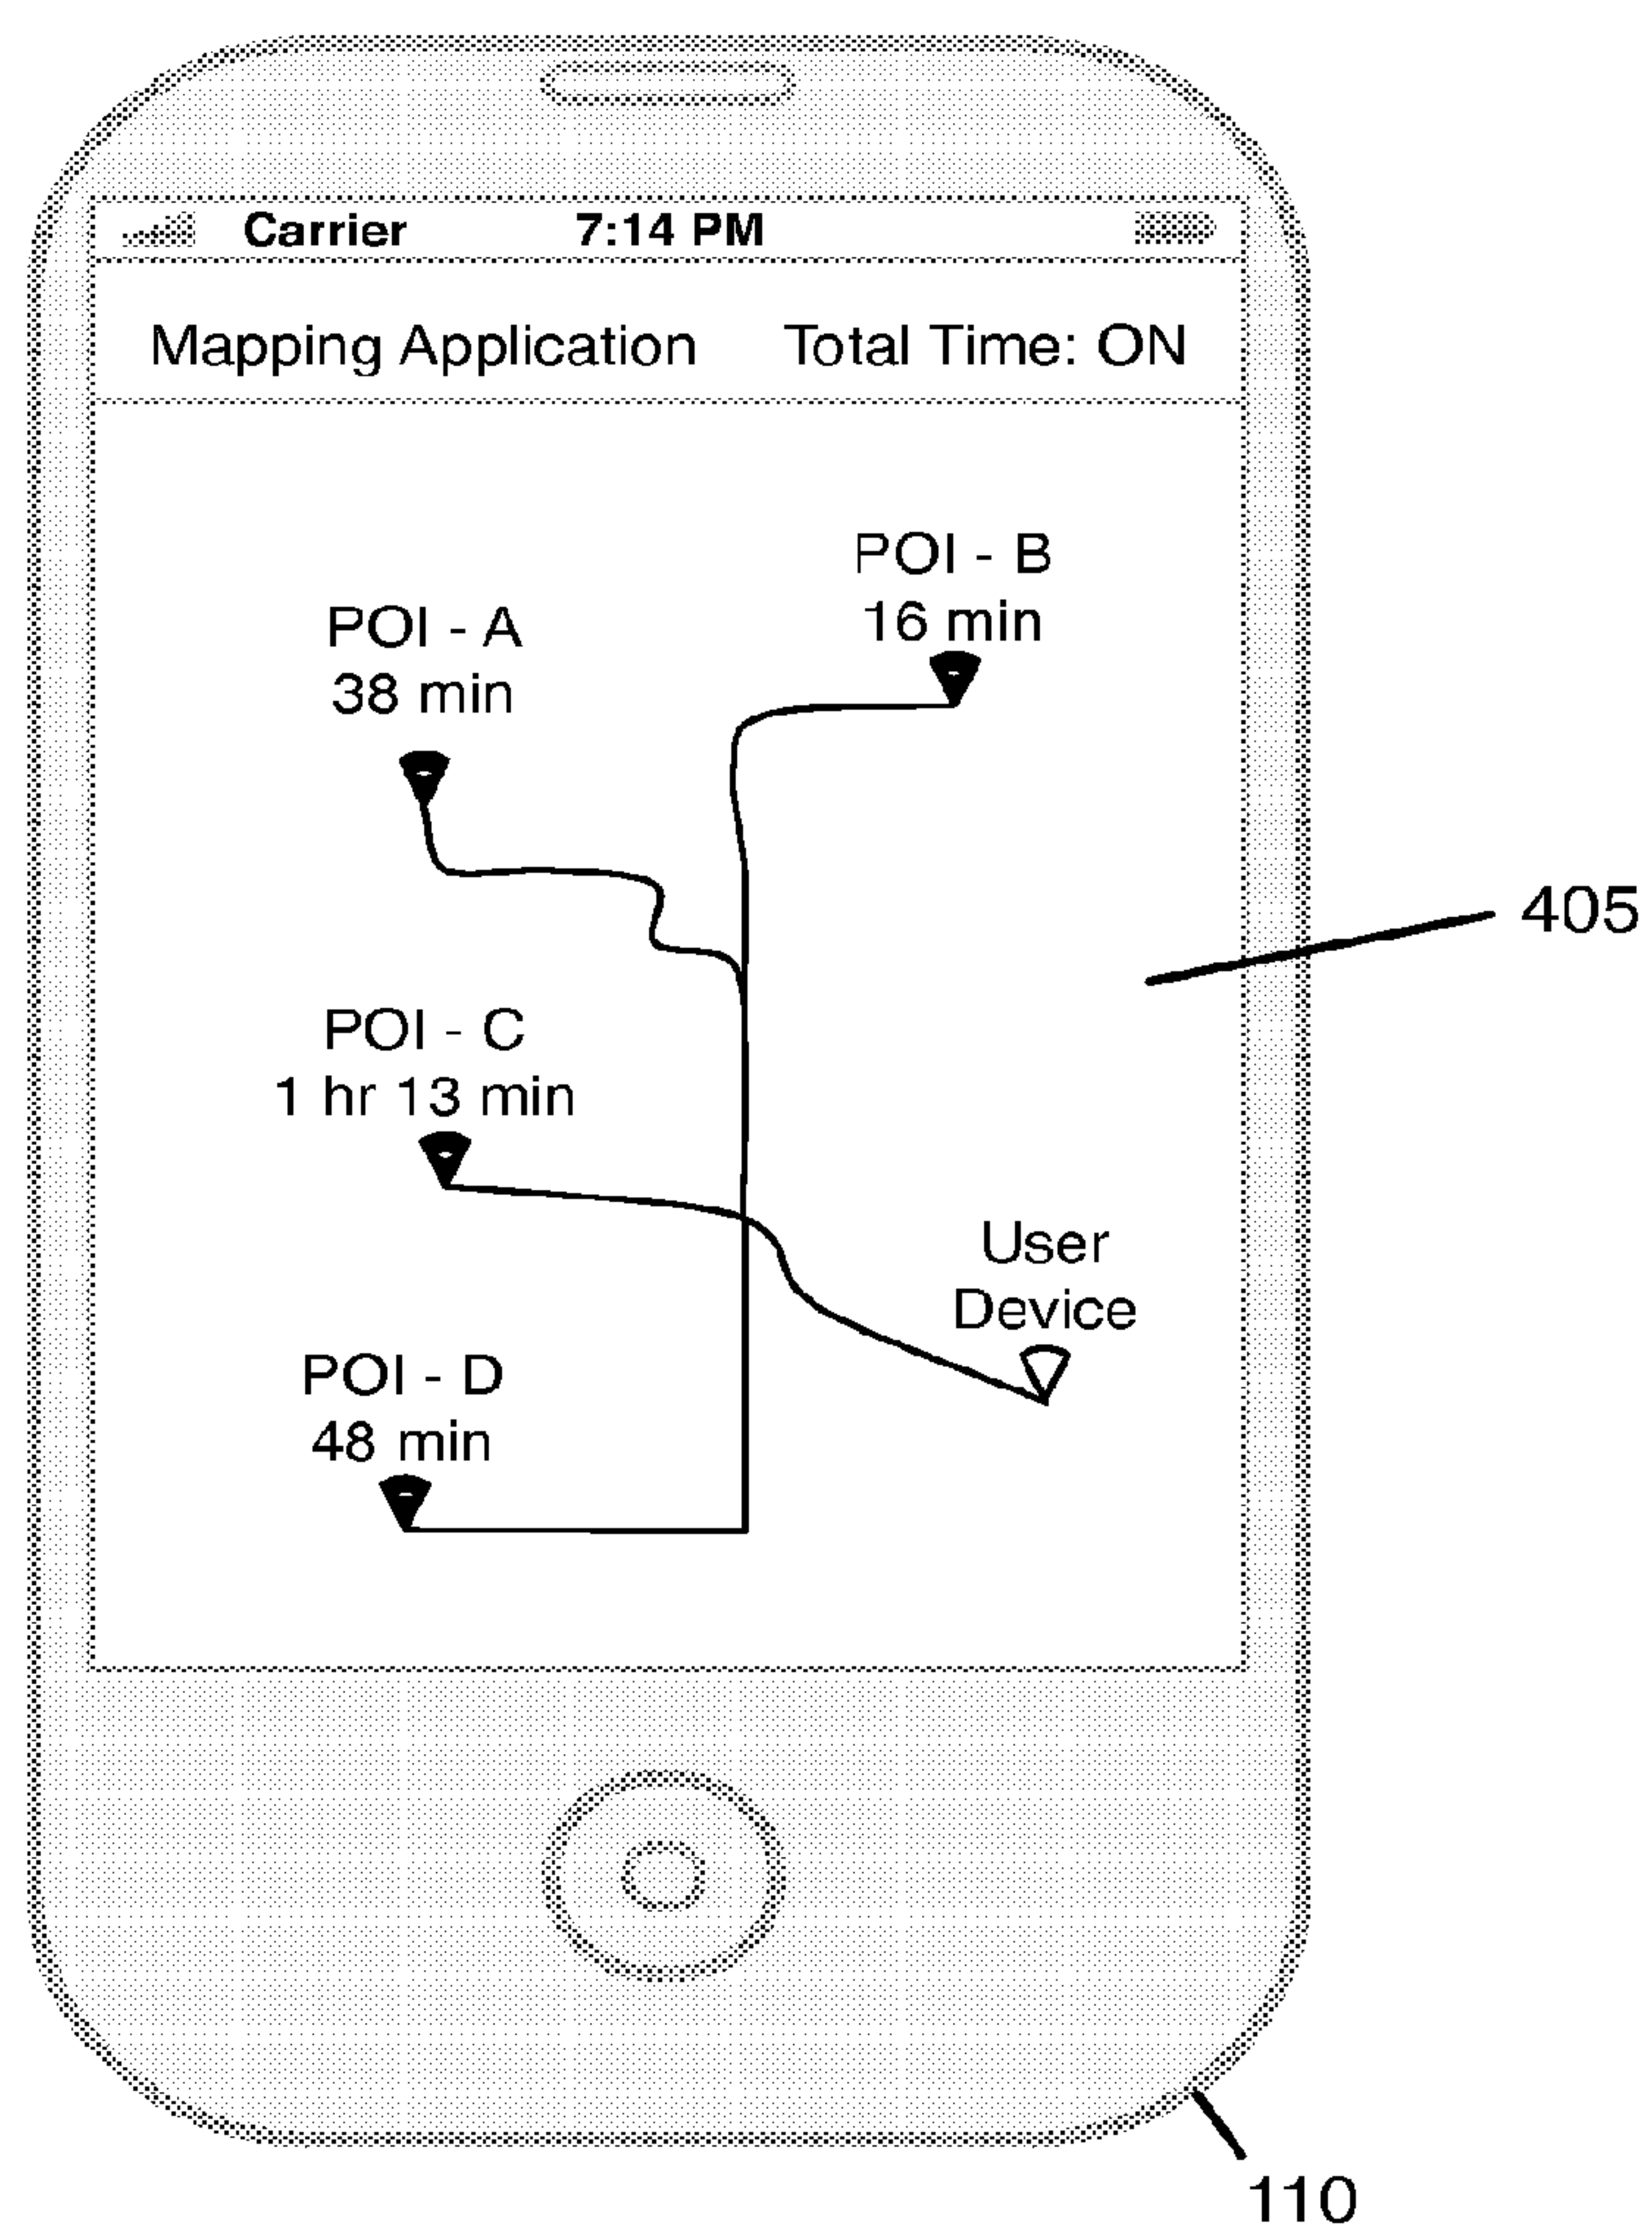 Carrier 7:14 PM
Mapping Application Total Time: ON
POI - B
16 min
POI - A
38 min
405
POI - C
1 hr 13 min
User
Device
POI - D
48 min
110